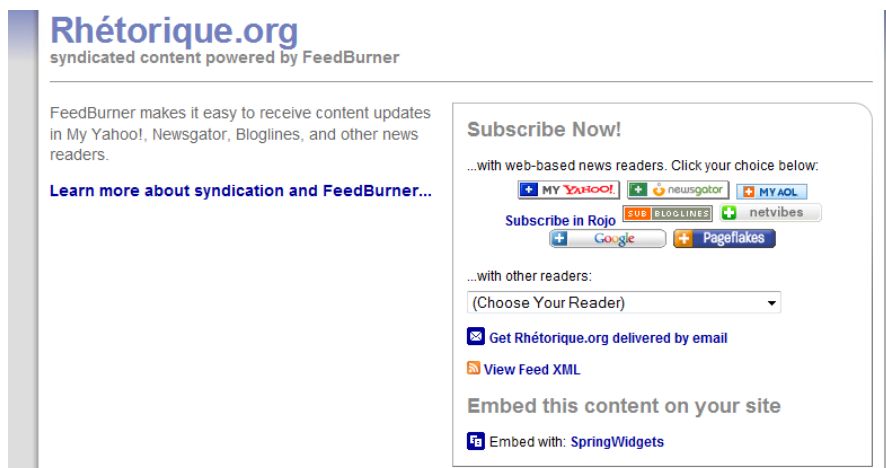 Rhétorique.org
syndicated content powered by FeedBurner
FeedBurner makes it easy to receive content updates
in My Yahoo!, Newsgator, Bloglines, and other news
readers.
Learn more about syndication and FeedBurner...
Subscribe Now!
...with web-based news readers. Click your choice below:
MY YAHOO! newsgator MY AOL
Subscribe in Rojo SUB BLOGLINES netvibes
Google Pageflakes
...with other readers:
(Choose Your Reader)
Get Rhétorique.org delivered by email
View Feed XML
Embed this content on your site
Embed with: SpringWidgets